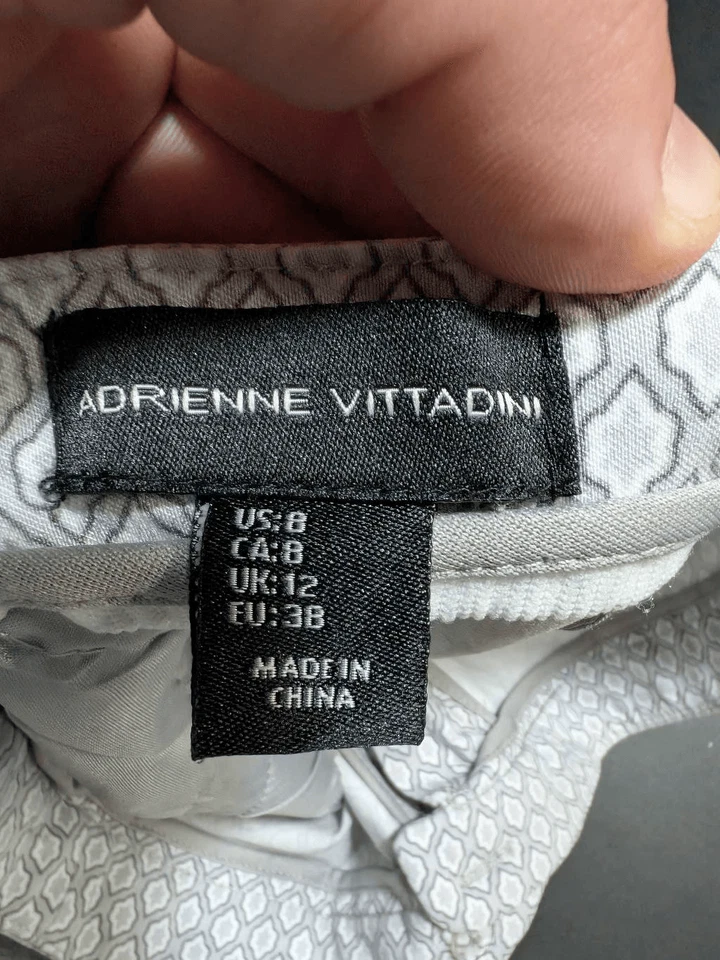 ADRIENNE VITTADINI
US:8
CA:8
UK:12
EU:38
MADE IN
CHINA